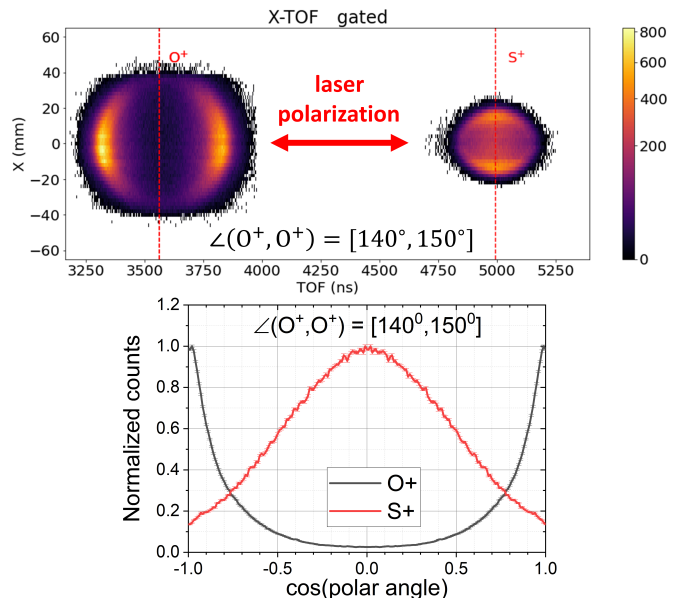 X-TOF gated
O⁺
S⁺
laser
polarization
∠(O⁺, O⁺) = [140°, 150°]
X (mm)
60
40
20
0
−20
−40
−60
3250 3500 3750 4000 4250 4500 4750 5000 5250
TOF (ns)
800
600
400
200
0
∠(O⁺,O⁺) = [140⁰,150⁰]
Normalized counts
1.2
1.0
0.8
0.6
0.4
0.2
0.0
O+
S+
-1.0 -0.5 0.0 0.5 1.0
cos(polar angle)